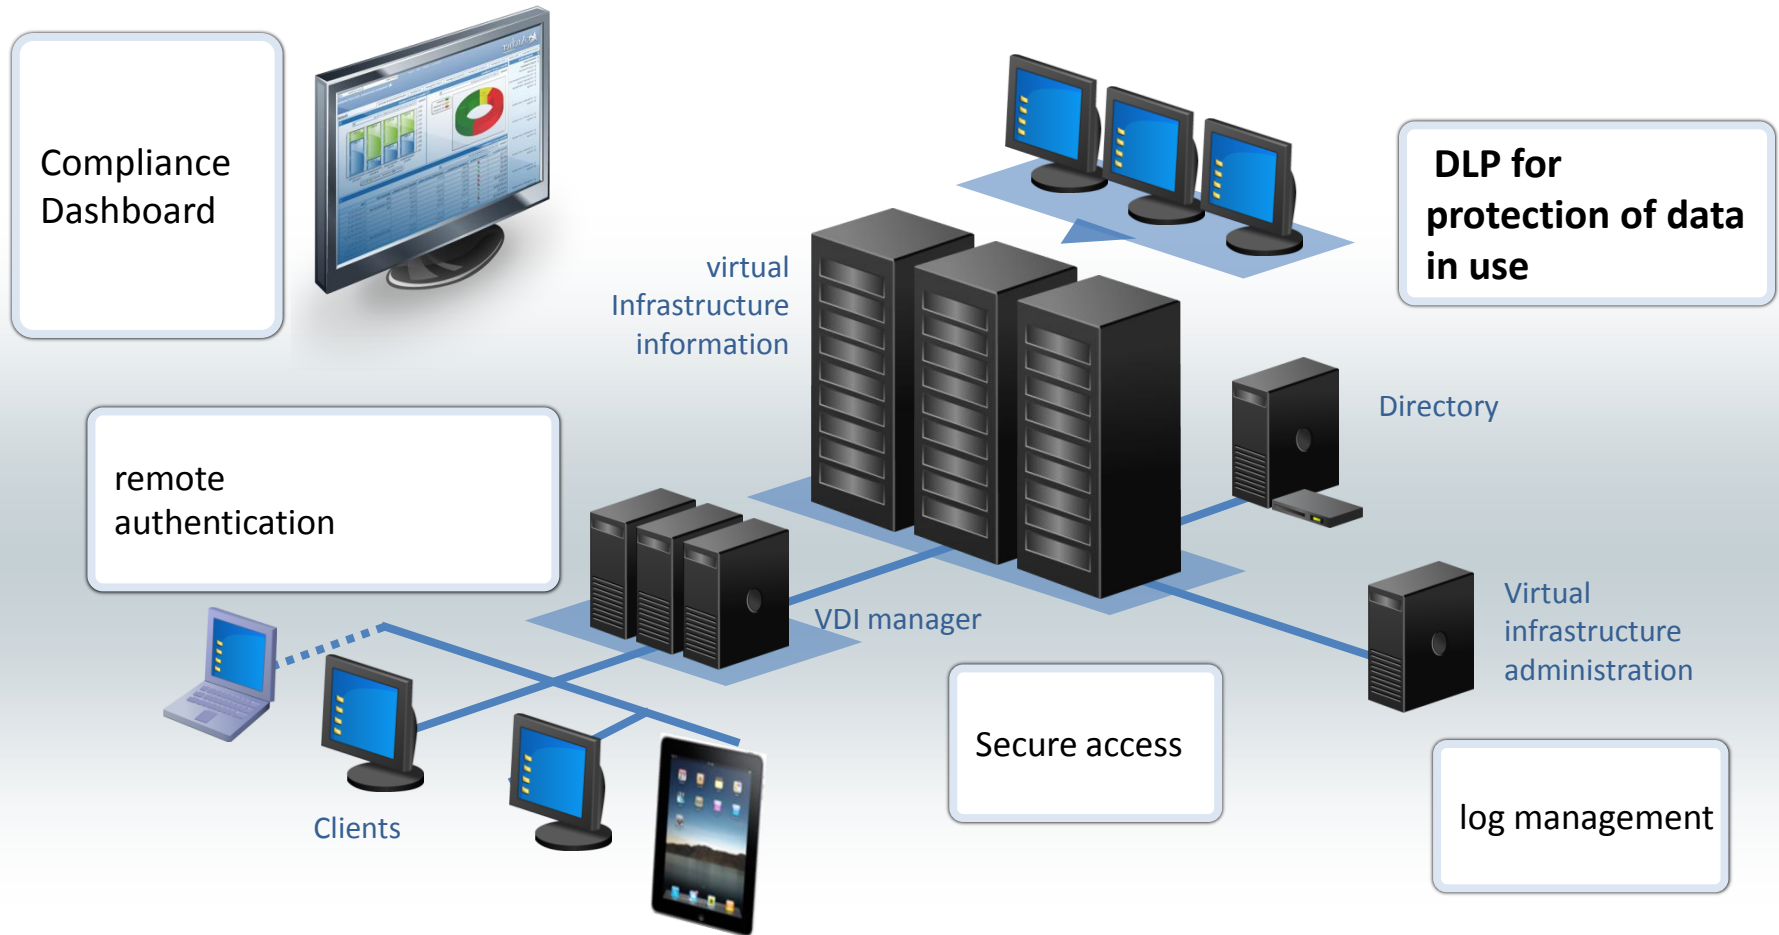 Compliance
Dashboard
DLP for
protection of data
in use
virtual
Infrastructure
information
Directory
remote
authentication
VDI manager
Virtual
infrastructure
administration
Secure access
Clients
log management